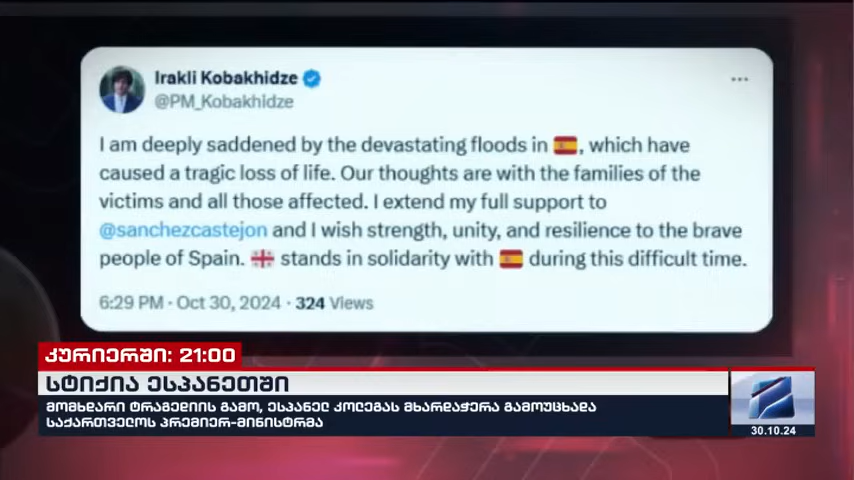 Irakli Kobakhidze
@PM_Kobakhidze
I am deeply saddened by the devastating floods in 🇪🇸, which have
caused a tragic loss of life. Our thoughts are with the families of the
victims and all those affected. I extend my full support to
@sanchezcastejon and I wish strength, unity, and resilience to the brave
people of Spain. 🇬🇪 stands in solidarity with 🇪🇸 during this difficult time.
6:29 PM · Oct 30, 2024 · 324 Views
კურიერში: 21:00
სტიქია ესპანეთში
მომხდარი ტრაგედიის გამო, ესპანელ კოლეგას მხარდაჭერა გამოუცხადა
საქართველოს პრემიერ-მინისტრმა
30.10.24